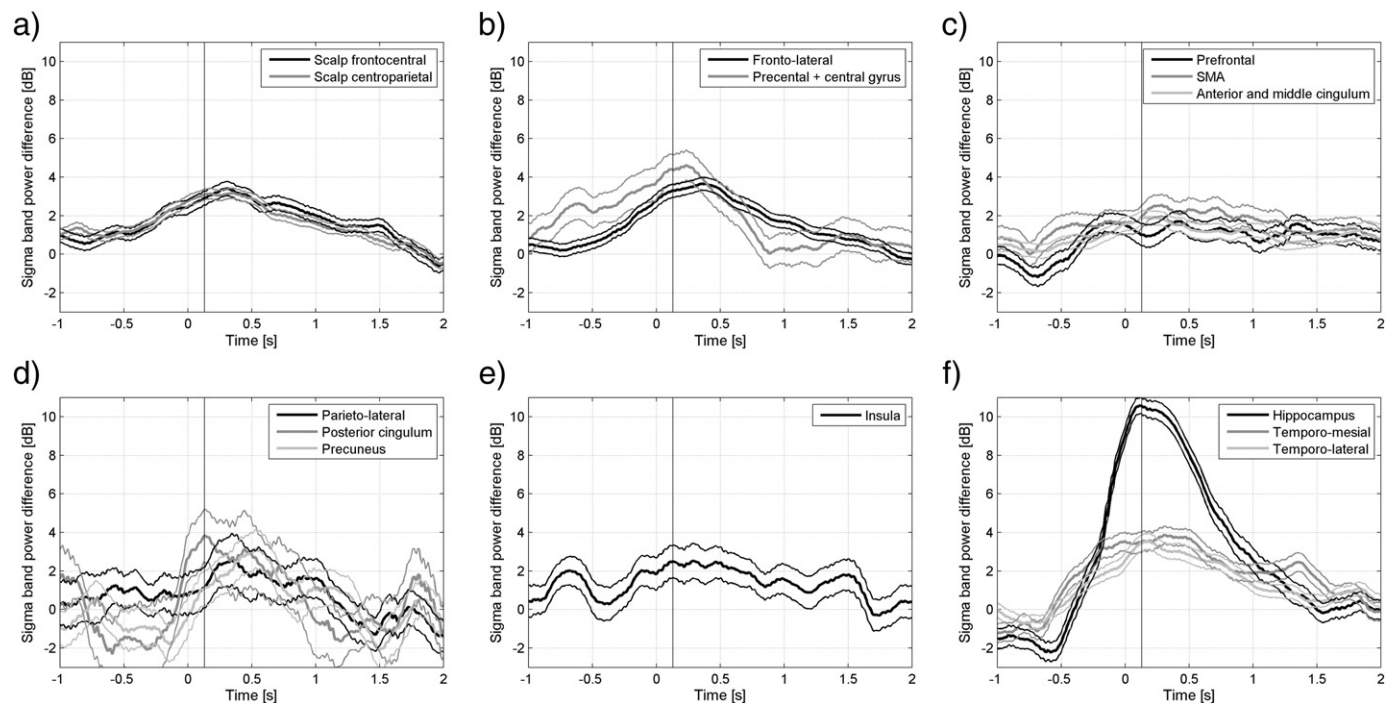 a)
Scalp frontocentral
Scalp centroparietal
Sigma band power difference [dB]
10
8
6
4
2
0
-2
-1 -0.5 0 0.5 1 1.5 2
Time [s]
b)
Fronto-lateral
Precental + central gyrus
Sigma band power difference [dB]
10
8
6
4
2
0
-2
-1 -0.5 0 0.5 1 1.5 2
Time [s]
c)
Prefrontal
SMA
Anterior and middle cingulum
Sigma band power difference [dB]
10
8
6
4
2
0
-2
-1 -0.5 0 0.5 1 1.5 2
Time [s]
d)
Parieto-lateral
Posterior cingulum
Precuneus
Sigma band power difference [dB]
10
8
6
4
2
0
-2
-1 -0.5 0 0.5 1 1.5 2
Time [s]
e)
Insula
Sigma band power difference [dB]
10
8
6
4
2
0
-2
-1 -0.5 0 0.5 1 1.5 2
Time [s]
f)
Hippocampus
Temporo-mesial
Temporo-lateral
Sigma band power difference [dB]
10
8
6
4
2
0
-2
-1 -0.5 0 0.5 1 1.5 2
Time [s]